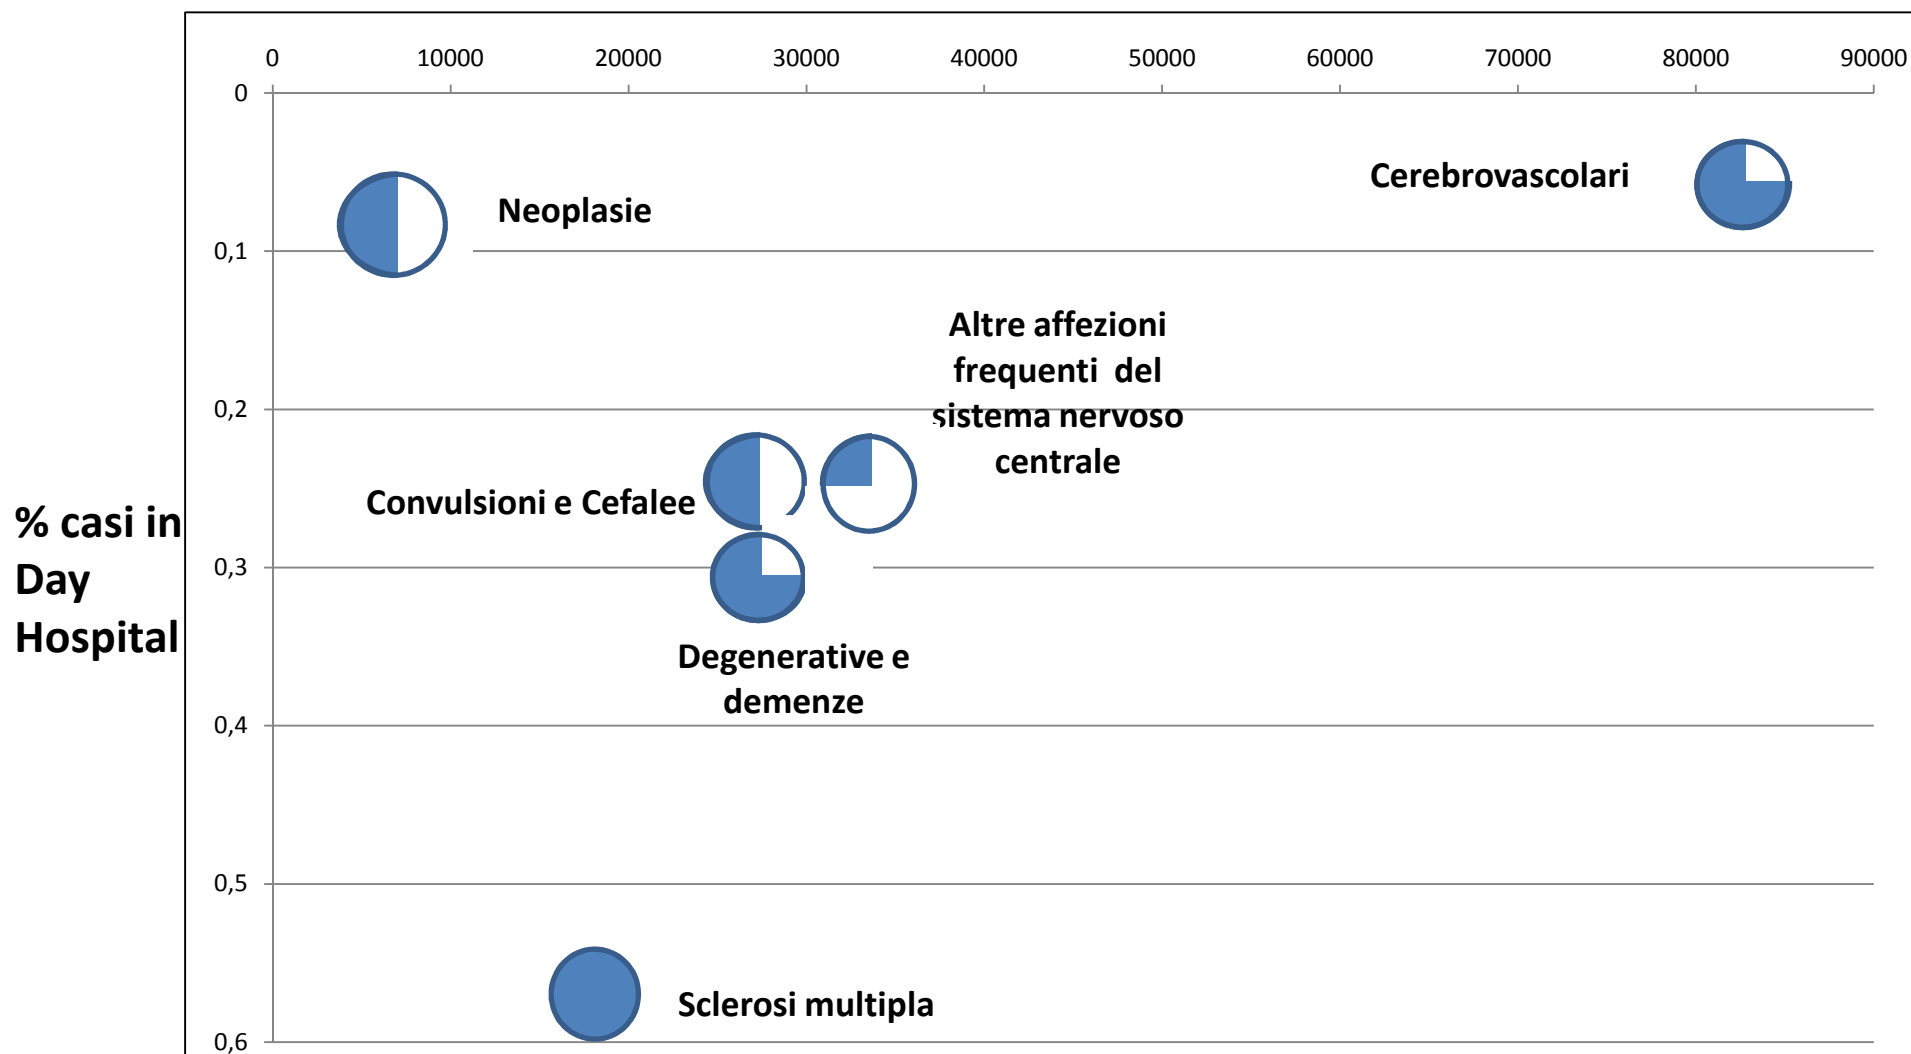 0 10000 20000 30000 40000 50000 60000 70000 80000 90000
0
Cerebrovascolari
Neoplasie
0,1
Altre affezioni
frequenti del
0,2
sistema nervoso
centrale
Convulsioni e Cefalee
% casi in
Day
Hospital
0,3
Degenerative e
demenze
0,4
0,5
Sclerosi multipla
0,6